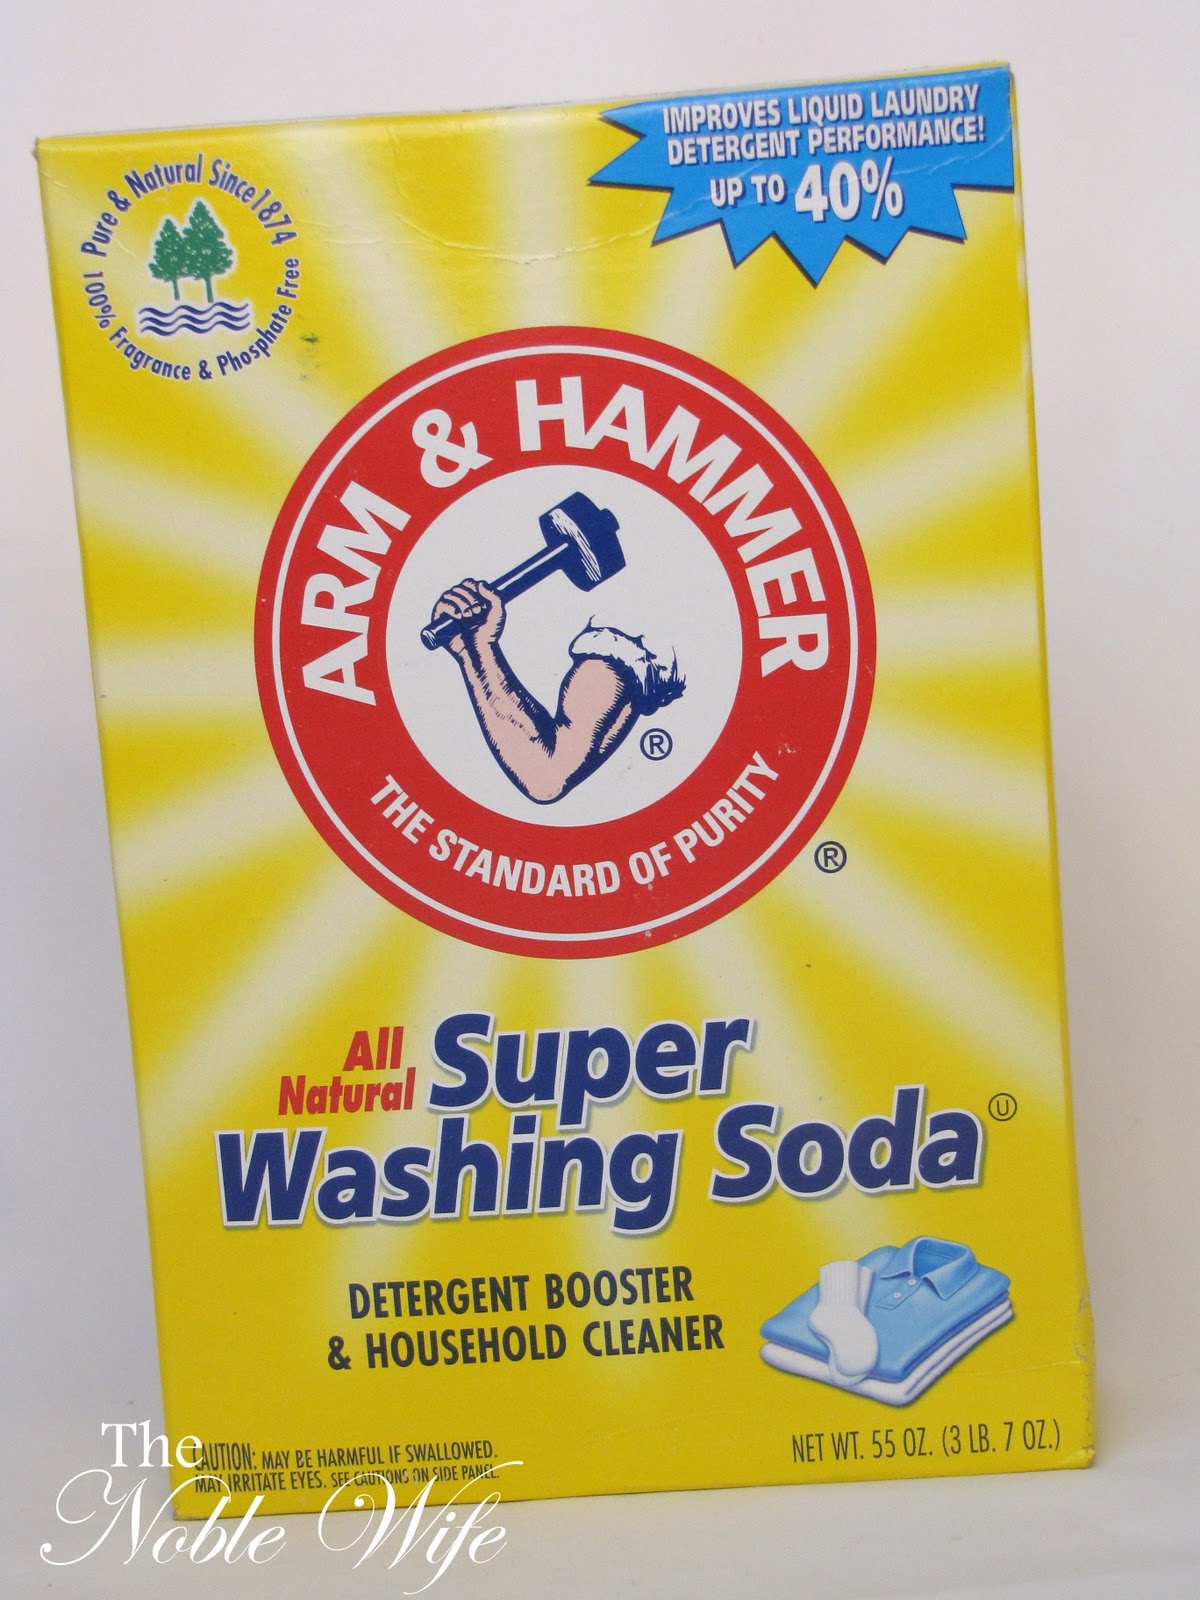 100% Pure & Natural Since 1874
Fragrance & Phosphate Free
IMPROVES LIQUID LAUNDRY
DETERGENT PERFORMANCE!
UP TO 40%
ARM & HAMMER
®
THE STANDARD OF PURITY
®
All
Natural
Super
Washing Soda
U
DETERGENT BOOSTER
& HOUSEHOLD CLEANER
CAUTION: MAY BE HARMFUL IF SWALLOWED.
MAY IRRITATE EYES. SEE CAUTIONS ON SIDE PANEL.
NET WT. 55 OZ. (3 LB. 7 OZ.)
The
Noble Wife